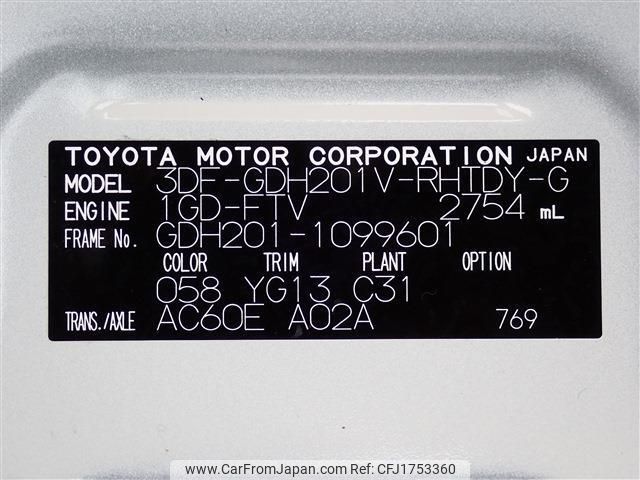 TOYOTA MOTOR CORPORATION JAPAN
MODEL 3DF-GDH201V-RHTDY-G
ENGINE 1GD-FTV 2754 mL
FRAME No. GDH201-1099601
COLOR TRIM PLANT OPTION
058 YG13 C31
TRANS./AXLE AC60E A02A 769
www.CarFromJapan.com - CFJ1753360